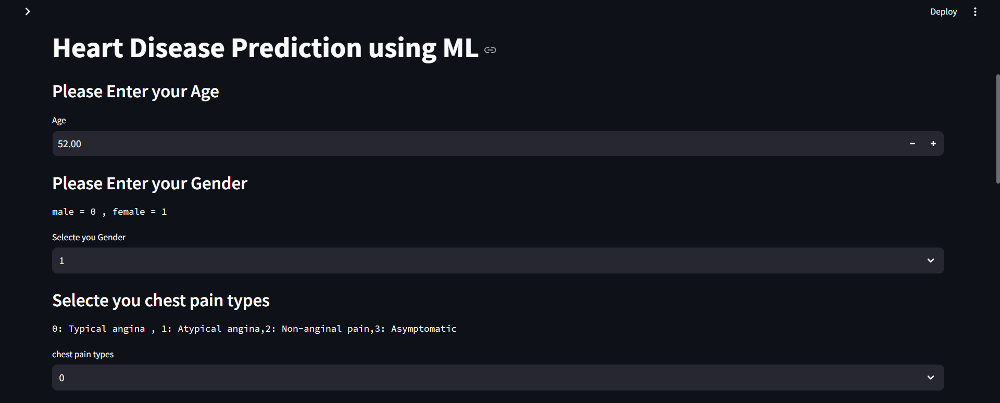 Deploy
Heart Disease Prediction using ML
Please Enter your Age
Age
52.00
Please Enter your Gender
male = 0 , female = 1
Selecte you Gender
1
Selecte you chest pain types
0: Typical angina , 1: Atypical angina,2: Non-anginal pain,3: Asymptomatic
chest pain types
0